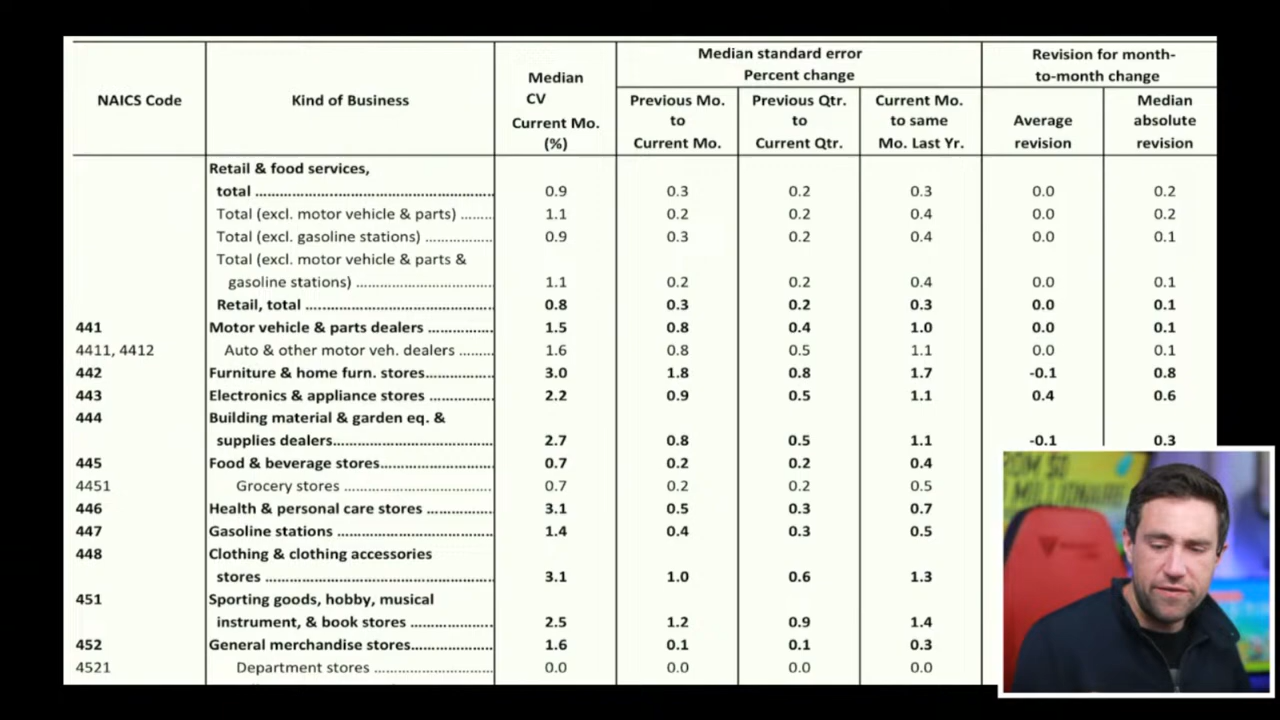 Median standard error Revision for month-
Median Percent change to-month change
NAICS Code Kind of Business CV Previous Mo. Previous Qtr. Current Mo. Median
Current Mo. to to to same Average absolute
(%) Current Mo. Current Qtr. Mo. Last Yr. revision revision
Retail & food services,
total ........................................................ 0.9 0.3 0.2 0.3 0.0 0.2
Total (excl. motor vehicle & parts) ....... 1.1 0.2 0.2 0.4 0.0 0.2
Total (excl. gasoline stations) ............... 0.9 0.3 0.2 0.4 0.0 0.1
Total (excl. motor vehicle & parts &
gasoline stations) ............................... 1.1 0.2 0.2 0.4 0.0 0.1
Retail, total ........................................... 0.8 0.3 0.2 0.3 0.0 0.1
441 Motor vehicle & parts dealers ............... 1.5 0.8 0.4 1.0 0.0 0.1
4411, 4412 Auto & other motor veh. dealers ........ 1.6 0.8 0.5 1.1 0.0 0.1
442 Furniture & home furn. stores............... 3.0 1.8 0.8 1.7 -0.1 0.8
443 Electronics & appliance stores ............... 2.2 0.9 0.5 1.1 0.4 0.6
444 Building material & garden eq. &
supplies dealers..................................... 2.7 0.8 0.5 1.1 -0.1 0.3
445 Food & beverage stores.......................... 0.7 0.2 0.2 0.4
4451 Grocery stores .................................. 0.7 0.2 0.2 0.5
446 Health & personal care stores ............... 3.1 0.5 0.3 0.7
447 Gasoline stations ................................... 1.4 0.4 0.3 0.5
448 Clothing & clothing accessories
stores ..................................................... 3.1 1.0 0.6 1.3
451 Sporting goods, hobby, musical
instrument, & book stores ................... 2.5 1.2 0.9 1.4
452 General merchandise stores................... 1.6 0.1 0.1 0.3
4521 Department stores ............................ 0.0 0.0 0.0 0.0
FROM $0
MILLIONAIRE